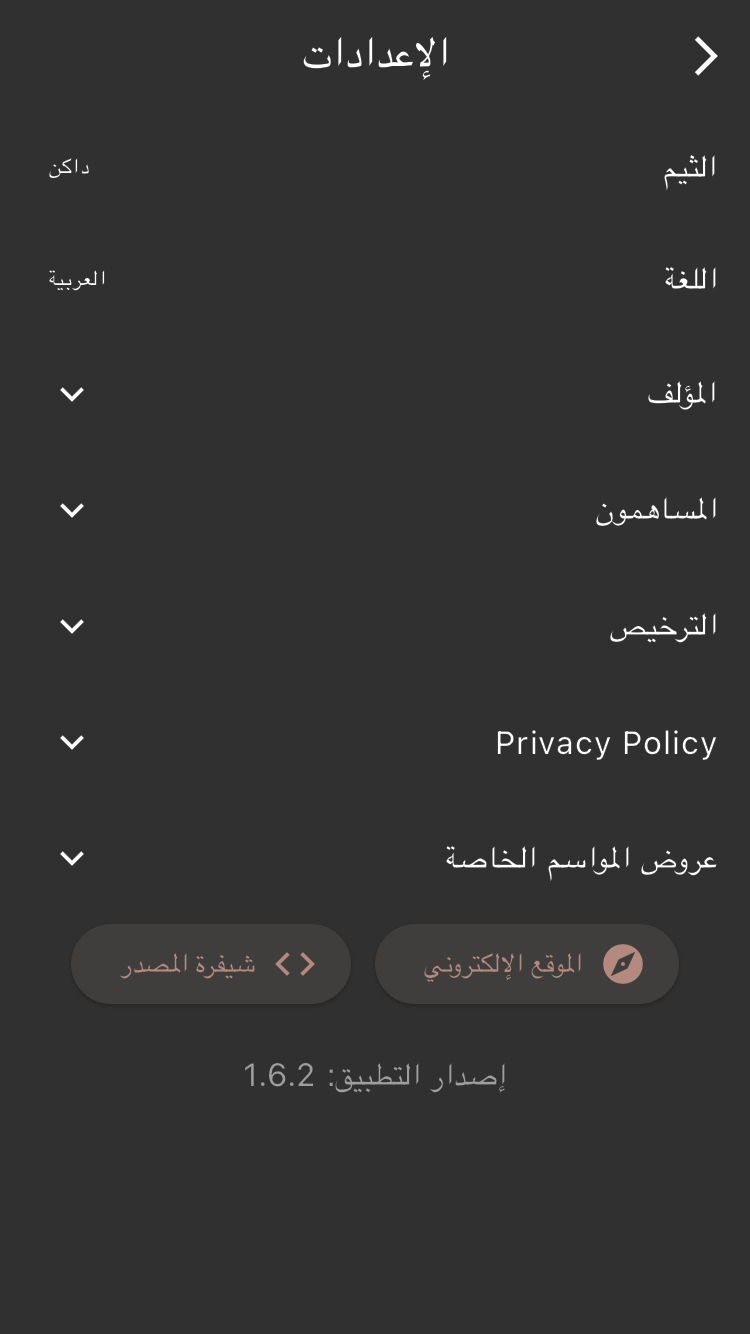 الإعدادات
الثيم
داكن
اللغة
العربية
المؤلف
المساهمون
الترخيص
Privacy Policy
عروض المواسم الخاصة
الموقع الإلكتروني
شيفرة المصدر
إصدار التطبيق: 1.6.2